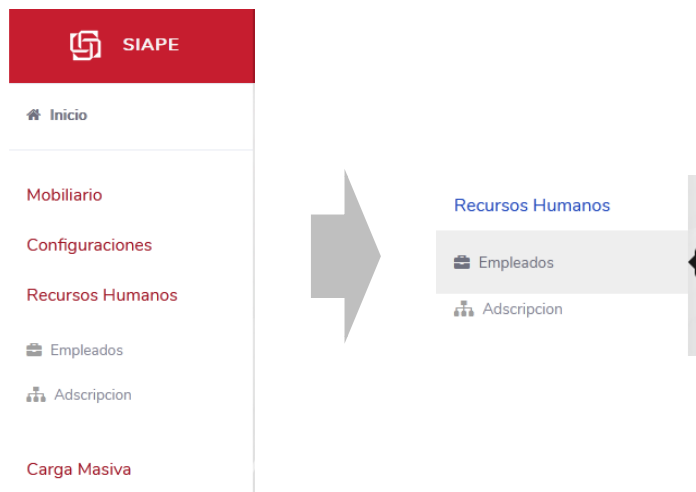 SIAPE
Inicio
Mobiliario
Configuraciones
Recursos Humanos
Empleados
Adscripcion
Carga Masiva
Recursos Humanos
Empleados
Adscripcion